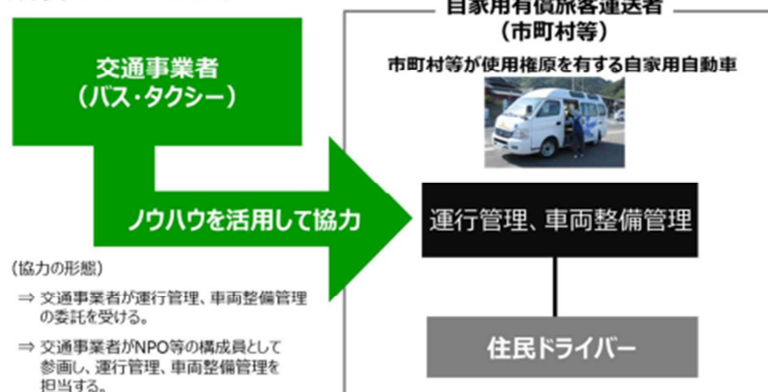 交通事業者
(バス・タクシー)
ノウハウを活用して協力
(協力の形態)
⇒ 交通事業者が運行管理、車両整備管理
の委託を受ける。
⇒ 交通事業者がNPO等の構成員として
参画し、運行管理、車両整備管理を
担当する。
自家用有償旅客運送者
(市町村等)
市町村等が使用権原を有する自家用自動車
運行管理、車両整備管理
住民ドライバー